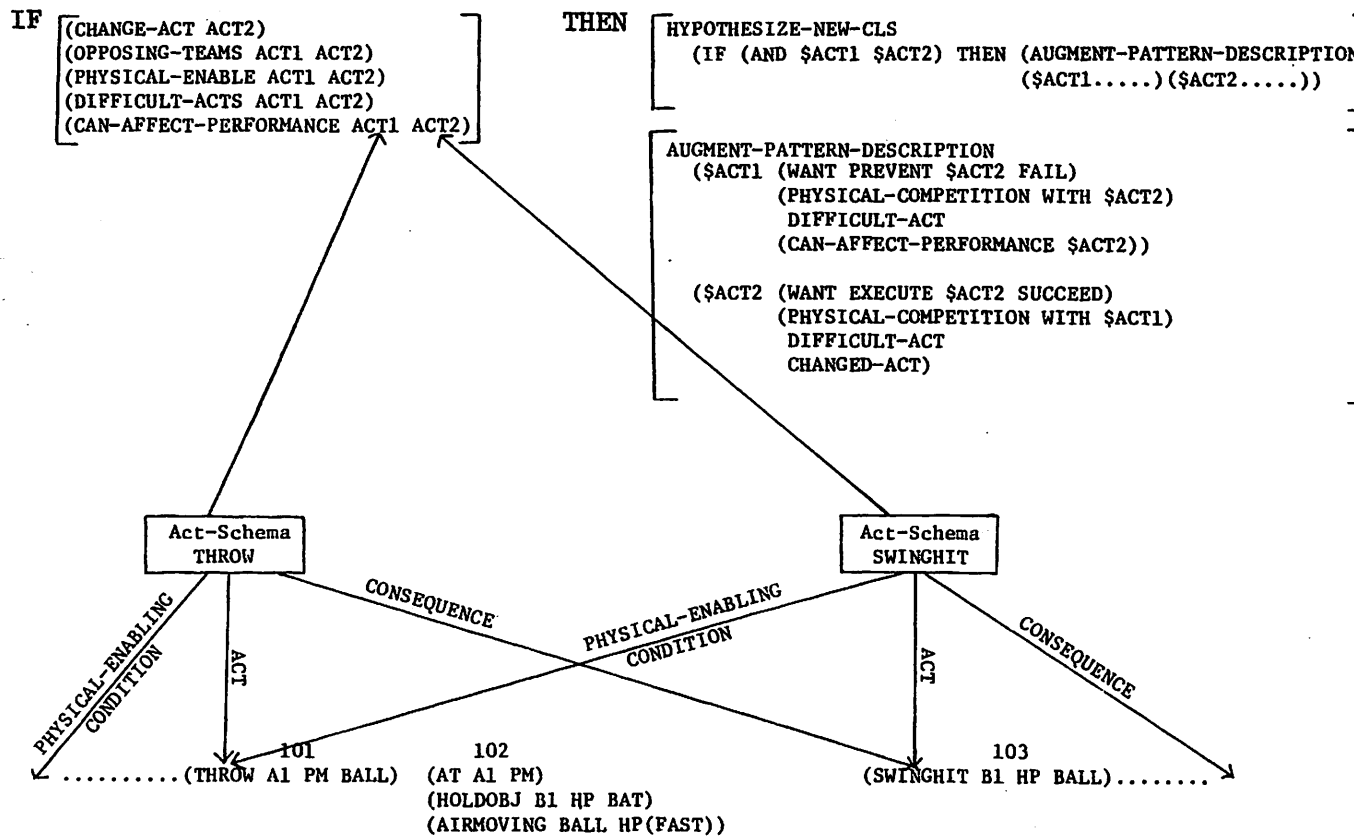 IF
(CHANGE-ACT ACT2)
(OPPOSING-TEAMS ACT1 ACT2)
(PHYSICAL-ENABLE ACT1 ACT2)
(DIFFICULT-ACTS ACT1 ACT2)
(CAN-AFFECT-PERFORMANCE ACT1 ACT2)
THEN
HYPOTHESIZE-NEW-CLS
(IF (AND $ACT1 $ACT2) THEN (AUGMENT-PATTERN-DESCRIPTION
($ACT1.....)($ACT2.....))
AUGMENT-PATTERN-DESCRIPTION
($ACT1 (WANT PREVENT $ACT2 FAIL)
(PHYSICAL-COMPETITION WITH $ACT2)
DIFFICULT-ACT
(CAN-AFFECT-PERFORMANCE $ACT2))
($ACT2 (WANT EXECUTE $ACT2 SUCCEED)
(PHYSICAL-COMPETITION WITH $ACT1)
DIFFICULT-ACT
CHANGED-ACT)
Act-Schema
THROW
Act-Schema
SWINGHIT
PHYSICAL-ENABLING
CONDITION
ACT
CONSEQUENCE
PHYSICAL-ENABLING
CONDITION
ACT
CONSEQUENCE
101 102 103
..........(THROW A1 PM BALL) (AT A1 PM) (SWINGHIT B1 HP BALL)........
(HOLDOBJ B1 HP BAT)
(AIRMOVING BALL HP(FAST))